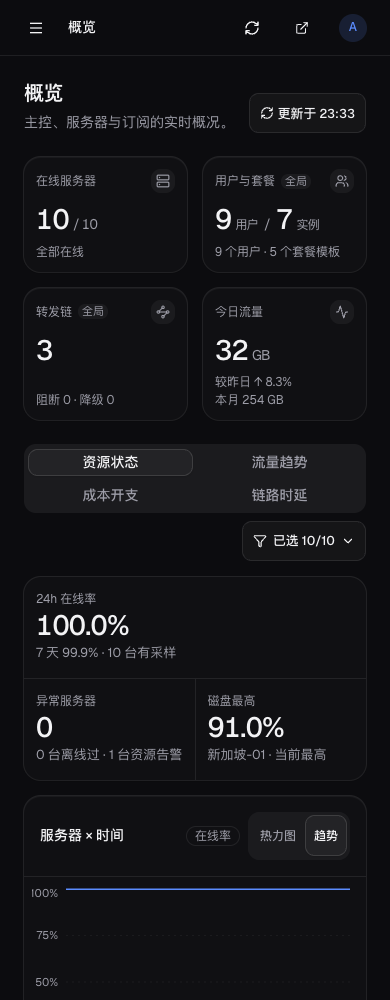 概览
A
概览
主控、服务器与订阅的实时概况。
更新于 23:33
在线服务器
10 / 10
全部在线
用户与套餐 全局
9 用户 / 7 实例
9 个用户 · 5 个套餐模板
转发链 全局
3
阻断 0 · 降级 0
今日流量
32 GB
较昨日 ↑ 8.3%
本月 254 GB
资源状态
流量趋势
成本开支
链路时延
已选 10/10
24h 在线率
100.0%
7 天 99.9% · 10 台有采样
异常服务器
0
0 台离线过 · 1 台资源告警
磁盘最高
91.0%
新加坡-01 · 当前最高
服务器 × 时间
在线率
热力图
趋势
100%
75%
50%